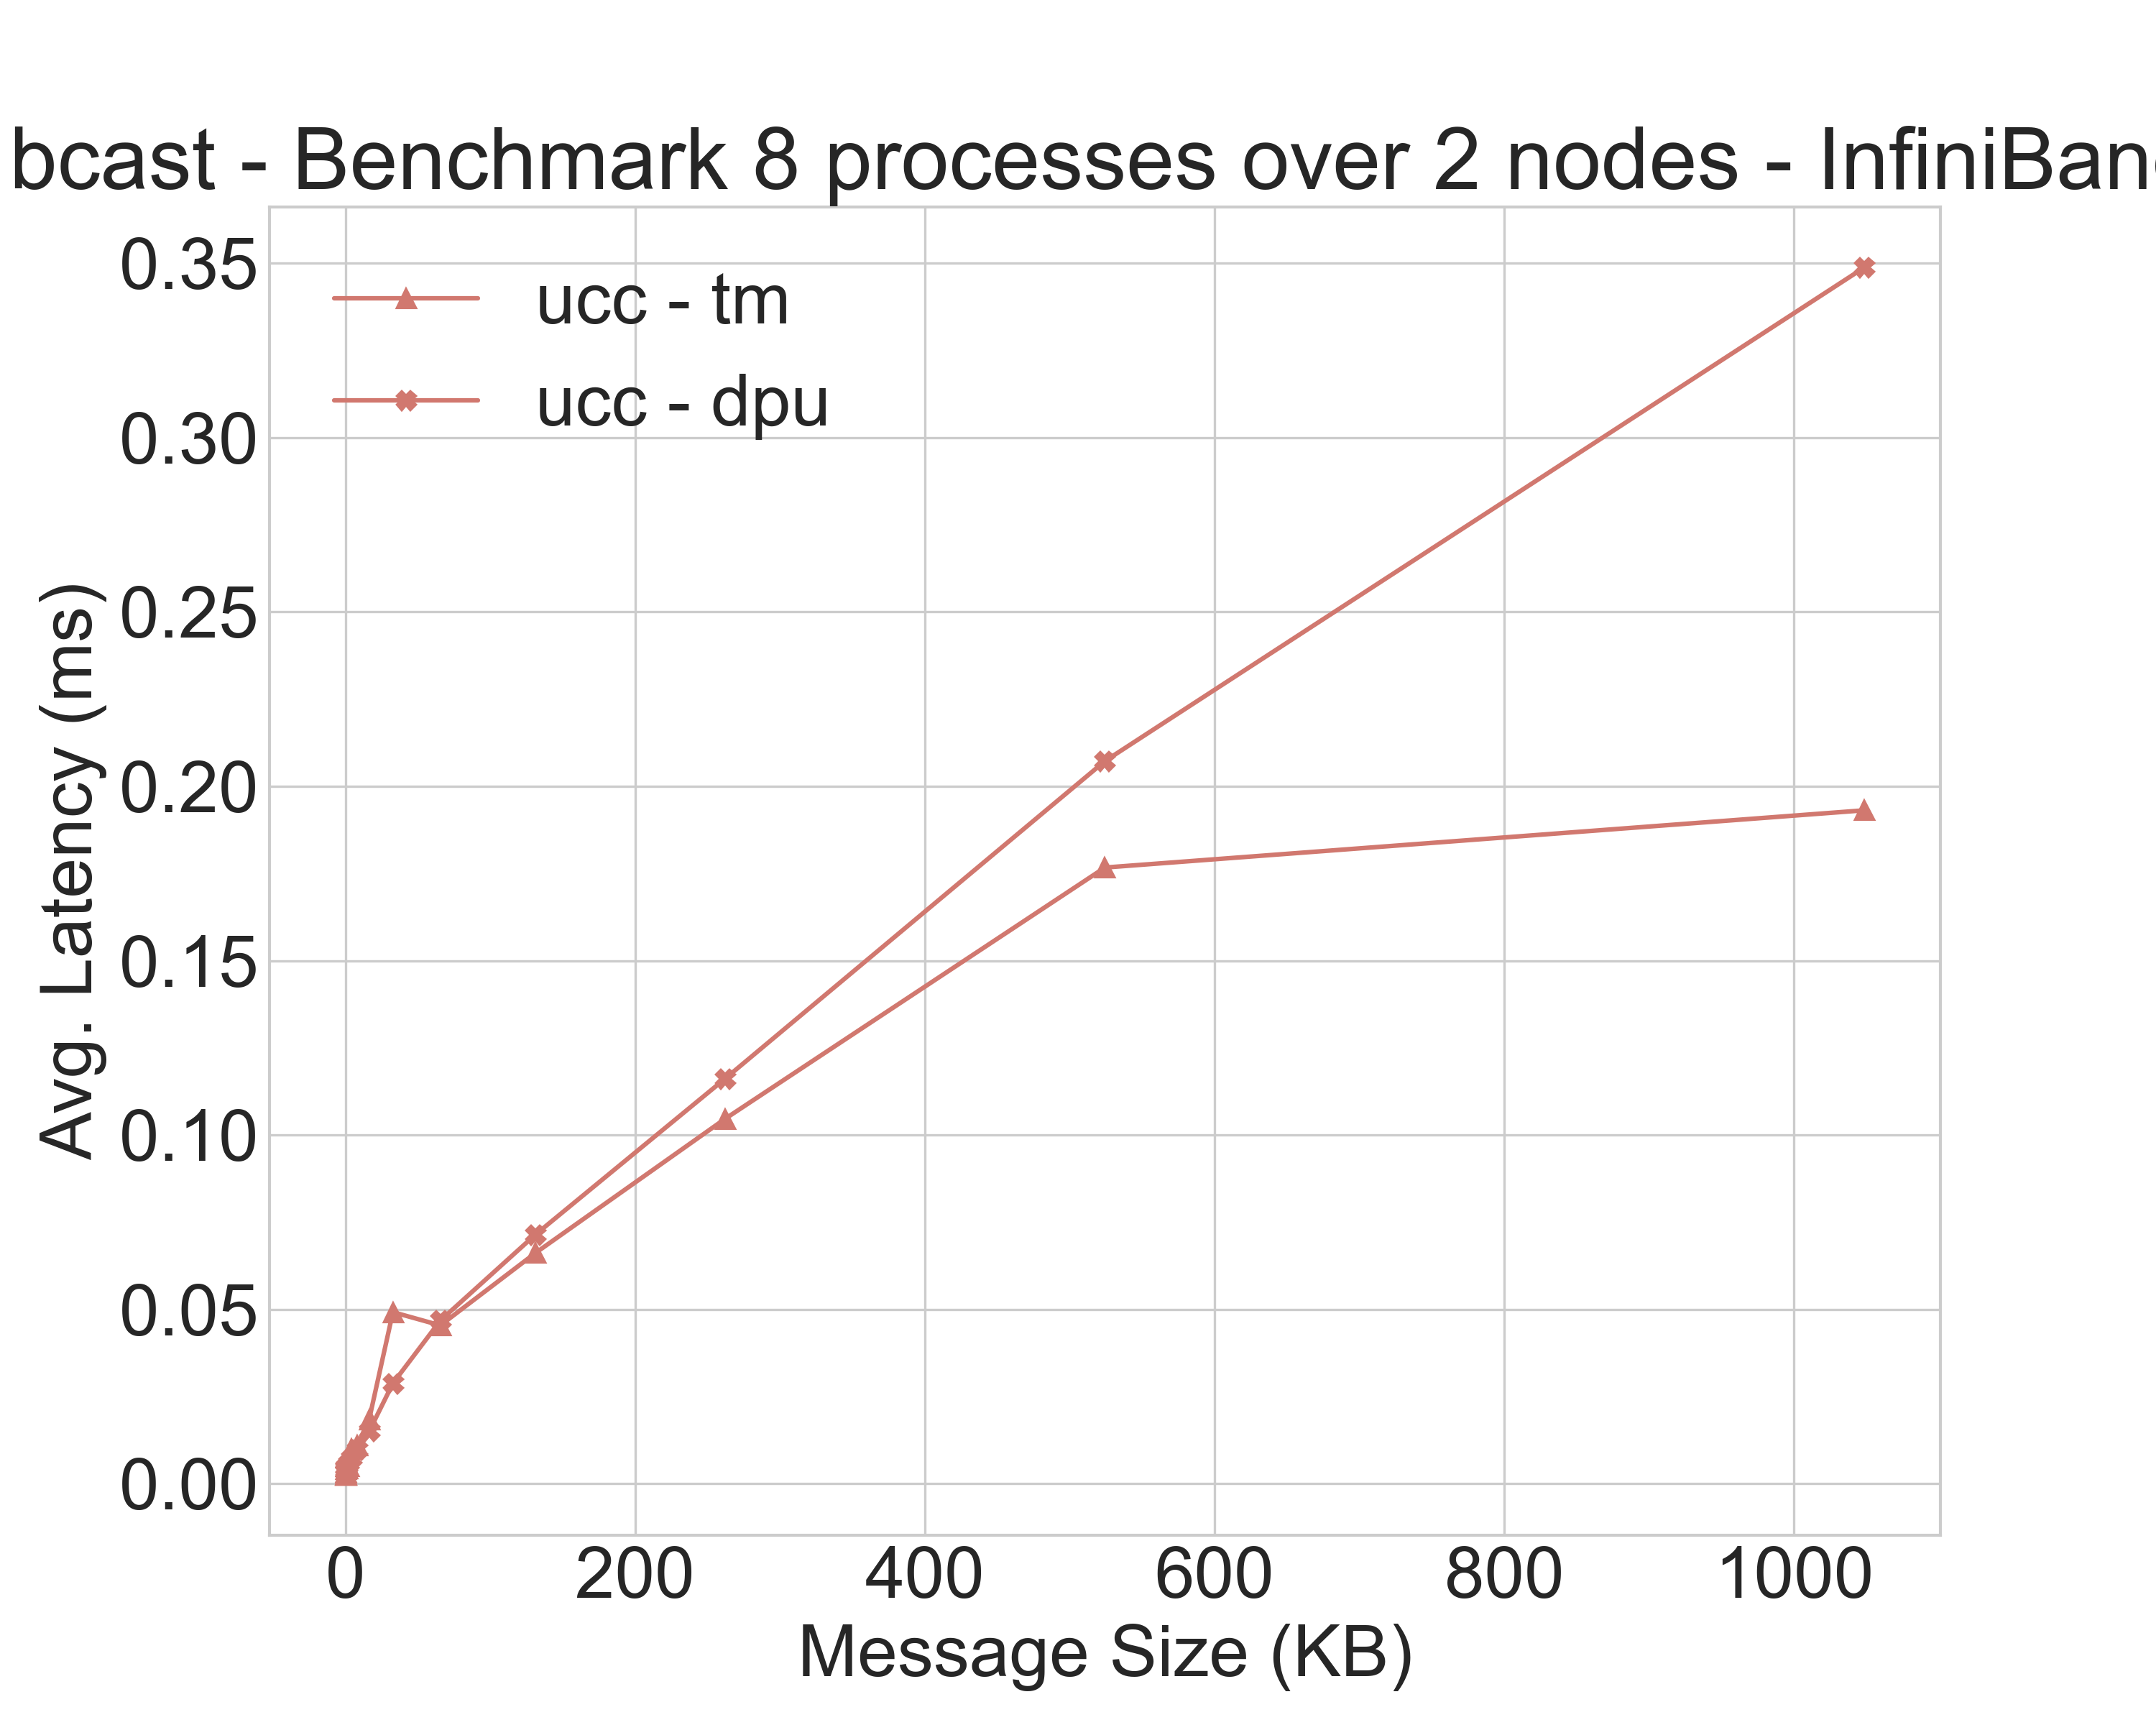 bcast - Benchmark 8 processes over 2 nodes - InfiniBan
ucc - tm
ucc - dpu
Avg. Latency (ms)
0.35
0.30
0.25
0.20
0.15
0.10
0.05
0.00
0 200 400 600 800 1000
Message Size (KB)